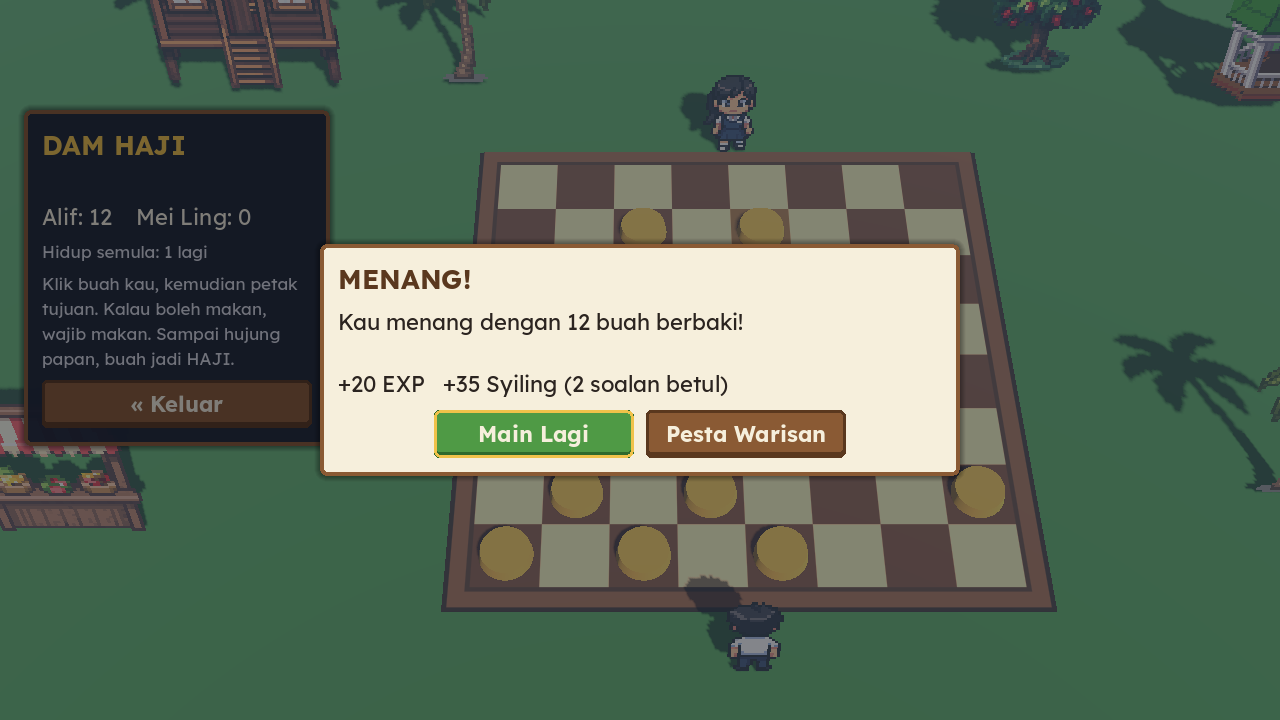 DAM HAJI
Alif: 12 Mei Ling: 0
Hidup semula: 1 lagi
Klik buah kau, kemudian petak
tujuan. Kalau boleh makan,
wajib makan. Sampai hujung
papan, buah jadi HAJI.
« Keluar
MENANG!
Kau menang dengan 12 buah berbaki!
+20 EXP +35 Syiling (2 soalan betul)
Main Lagi
Pesta Warisan